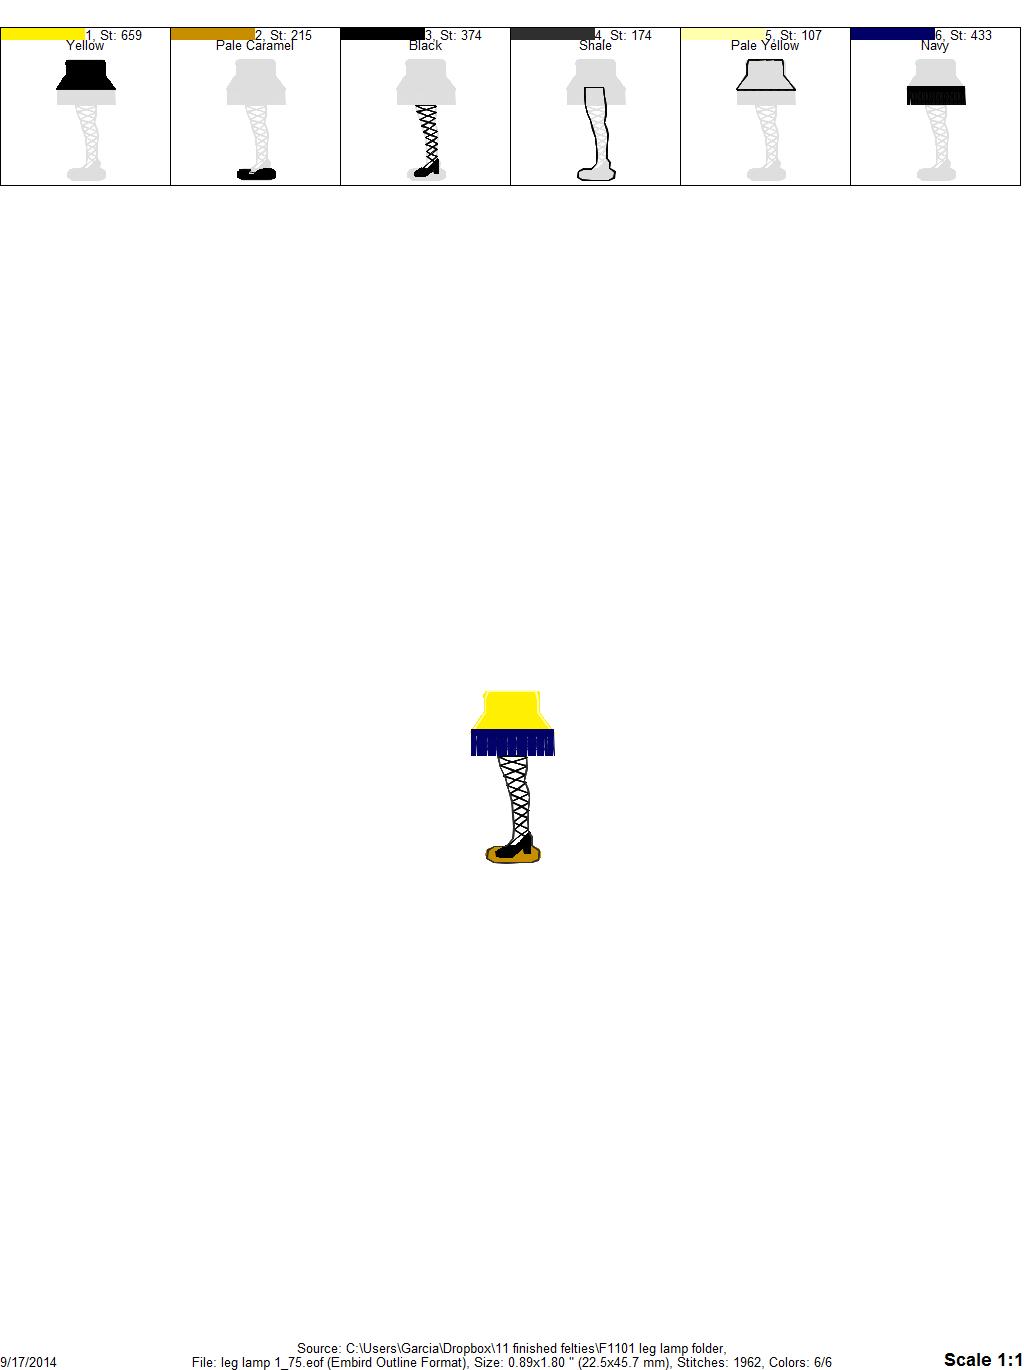 1, St: 659
Yellow
2, St: 215
Pale Caramel
3, St: 374
Black
4, St: 174
Shale
5, St: 107
Pale Yellow
6, St: 433
Navy
Source: C:\Users\Garcia\Dropbox\11 finished felties\F1101 leg lamp folder,
9/17/2014
File: leg lamp 1_75.eof (Embird Outline Format), Size: 0.89x1.80 " (22.5x45.7 mm), Stitches: 1962, Colors: 6/6
Scale 1:1